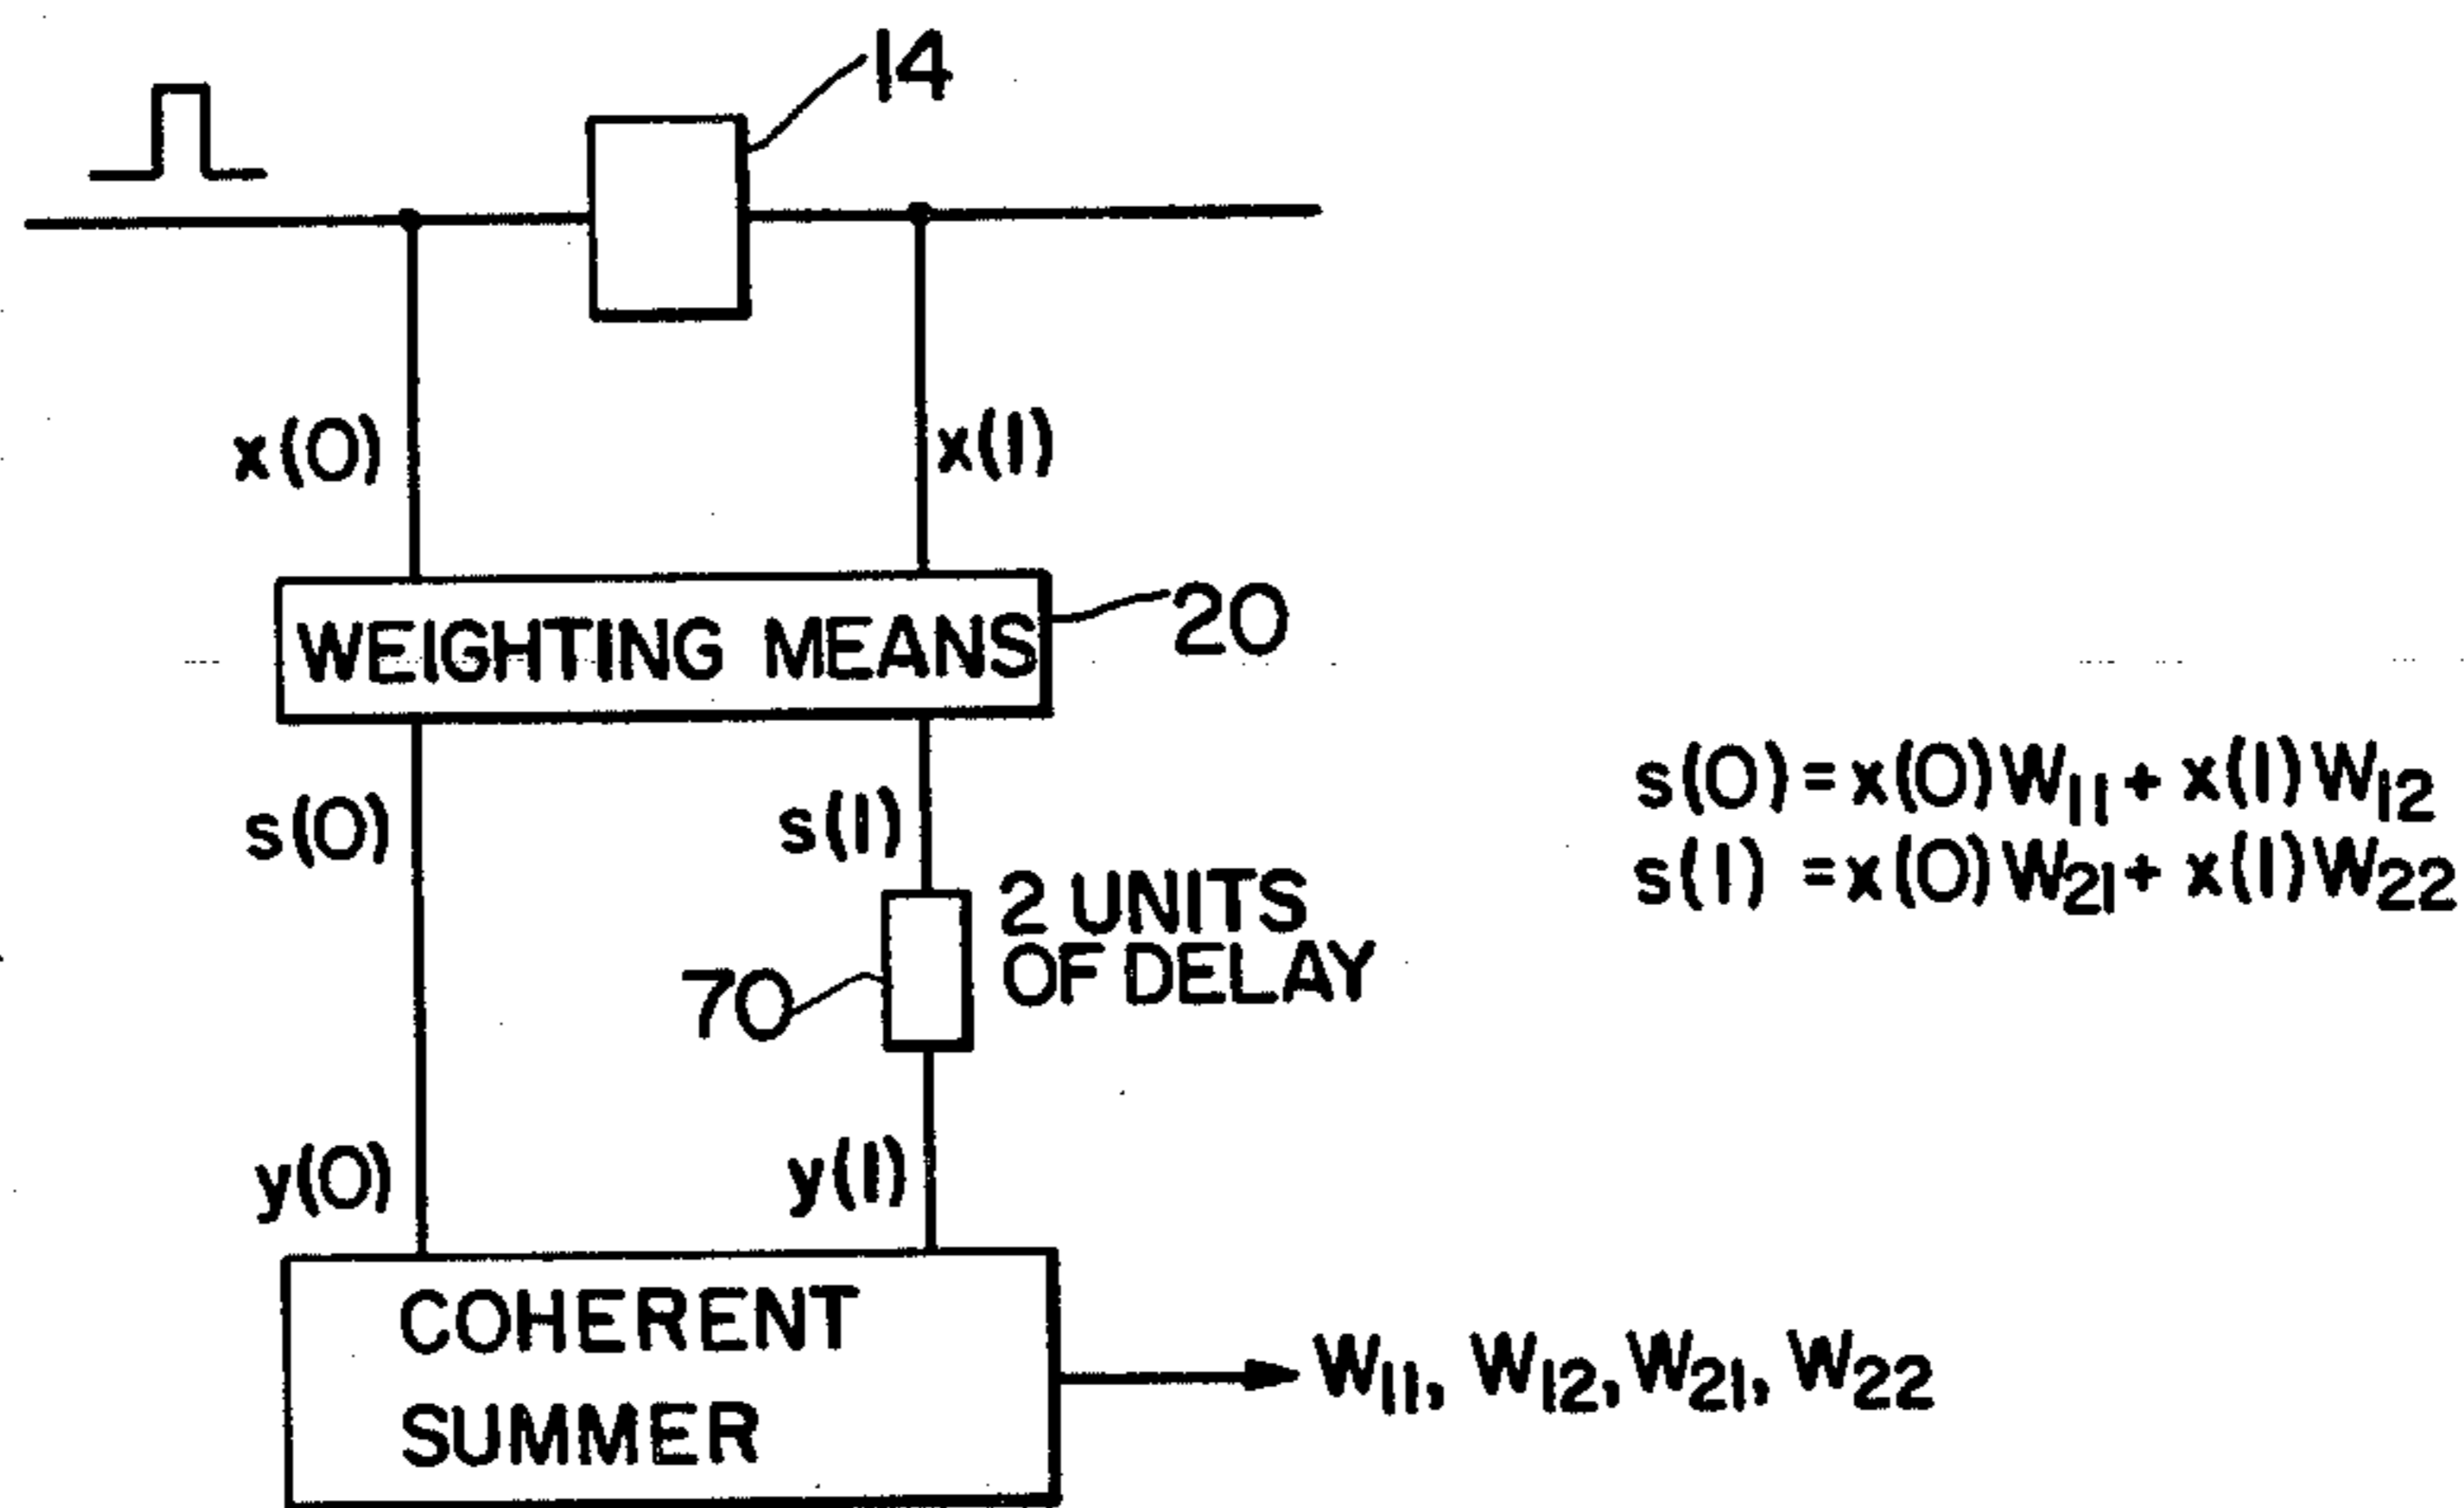 14
x(0)
x(1)
WEIGHTING MEANS
20
s(0)
s(1)
s(0) = x(0)W11 + x(1)W12
s(1) = x(0)W21 + x(1)W22
2 UNITS
OF DELAY
70
y(0)
y(1)
COHERENT
SUMMER
W11, W12, W21, W22